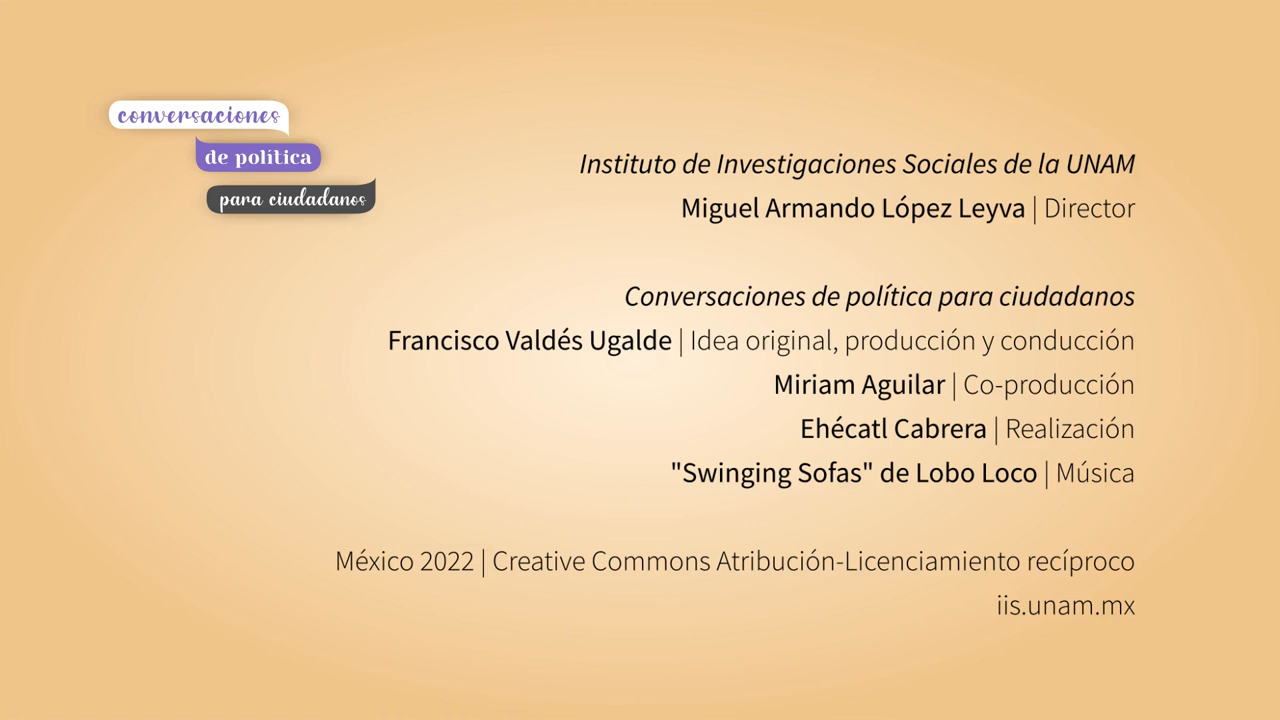 conversaciones
de política
para ciudadanos
Instituto de Investigaciones Sociales de la UNAM
Miguel Armando López Leyva | Director
Conversaciones de política para ciudadanos
Francisco Valdés Ugalde | Idea original, producción y conducción
Miriam Aguilar | Co-producción
Ehécatl Cabrera | Realización
"Swinging Sofas" de Lobo Loco | Música
México 2022 | Creative Commons Atribución-Licenciamiento recíproco
iis.unam.mx